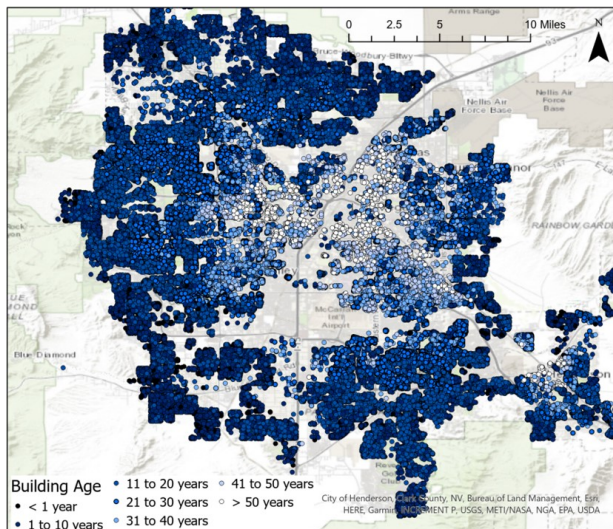 Arms Range
0 2.5 5 10 Miles
N
Nellis Air
Force Base
Nellis Air
Force Base
RAINBOW GARDE
McCarran
Int'l
Airport
Blue Diamond
Building Age
< 1 year
1 to 10 years
11 to 20 years
21 to 30 years
31 to 40 years
41 to 50 years
> 50 years
City of Henderson, Clark County, NV, Bureau of Land Management, Esri,
HERE, Garmin, INCREMENT P, USGS, METI/NASA, NGA, EPA, USDA